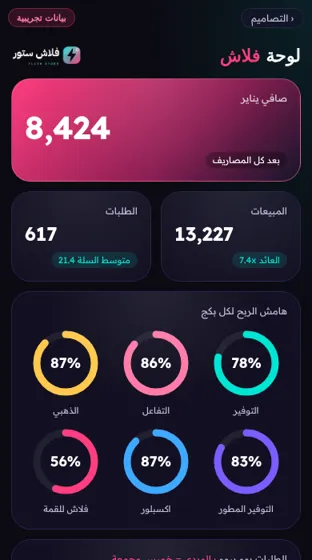 ‹ التصاميم
بيانات تجريبية
لوحة فلاش
فلاش ستور
FLASH STORE
صافي يناير
8,424
بعد كل المصاريف
المبيعات
13,227
العائد 7.4x
الطلبات
617
متوسط السلة 21.4
هامش الربح لكل بكج
78%
86%
87%
التوفير
التفاعل
الذهبي
83%
87%
56%
التوفير المطور
اكسبلور
فلاش للقمة